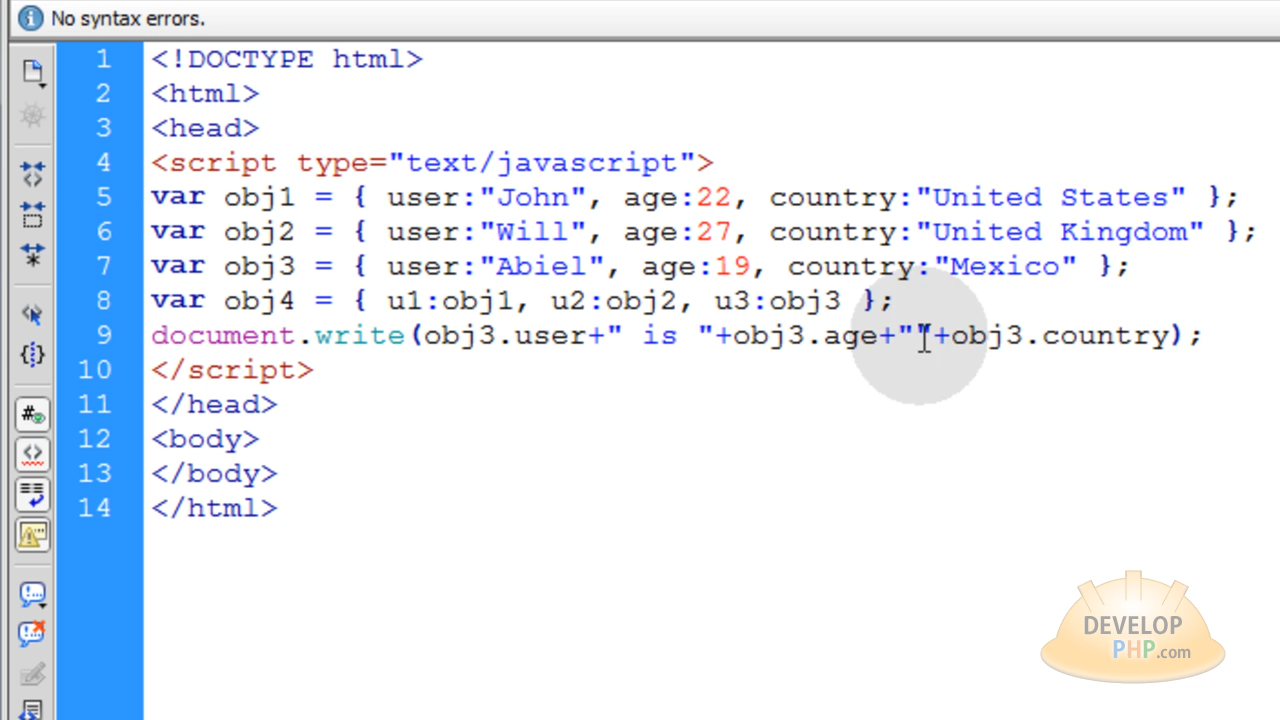 No syntax errors.
1 <!DOCTYPE html>
2 <html>
3 <head>
4 <script type="text/javascript">
5 var obj1 = { user:"John", age:22, country:"United States" };
6 var obj2 = { user:"Will", age:27, country:"United Kingdom" };
7 var obj3 = { user:"Abiel", age:19, country:"Mexico" };
8 var obj4 = { u1:obj1, u2:obj2, u3:obj3 };
9 document.write(obj3.user+" is "+obj3.age+""+obj3.country);
10 </script>
11 </head>
12 <body>
13 </body>
14 </html>
DEVELOP
PHP.com